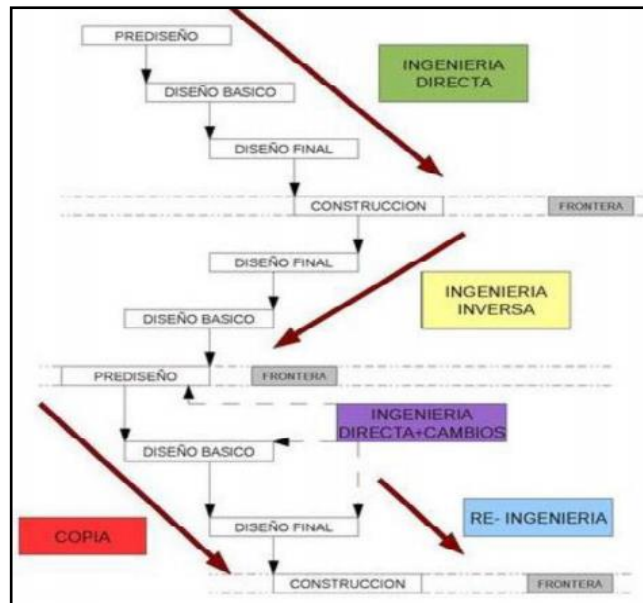 PREDISEÑO
INGENIERIA
DIRECTA
DISEÑO BASICO
DISEÑO FINAL
CONSTRUCCION
FRONTERA
DISEÑO FINAL
INGENIERIA
INVERSA
DISEÑO BASICO
PREDISEÑO
FRONTERA
INGENIERIA
DIRECTA+CAMBIOS
DISEÑO BASICO
COPIA
DISEÑO FINAL
RE- INGENIERIA
CONSTRUCCION
FRONTERA